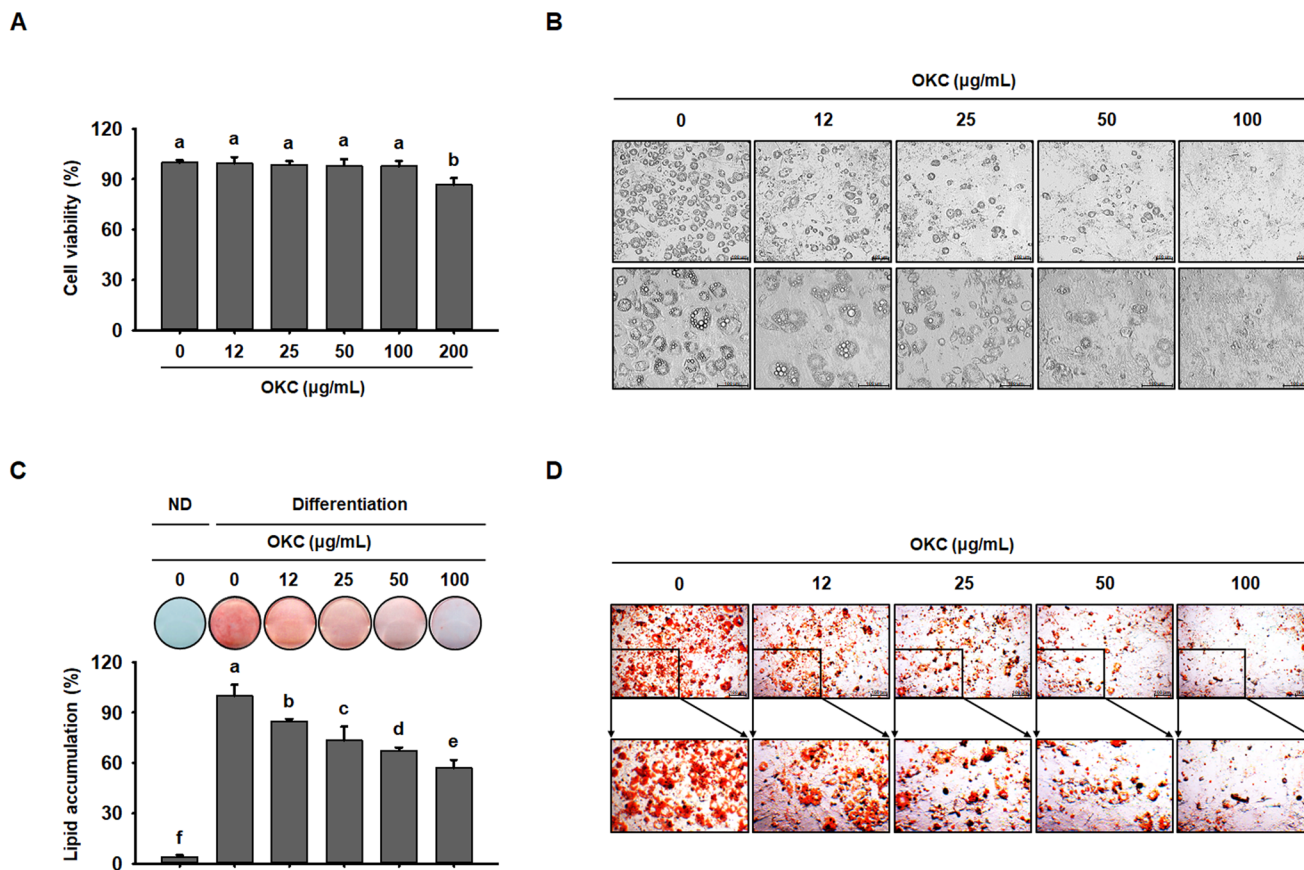 A
B
OKC (µg/mL)
0 12 25 50 100
120
90
60
30
0
Cell viability (%)
a a a a a b
0 12 25 50 100 200
OKC (µg/mL)
C
D
ND Differentiation
OKC (µg/mL)
0 0 12 25 50 100
120
90
60
30
0
Lipid accumulation (%)
f a b c d e
OKC (µg/mL)
0 12 25 50 100